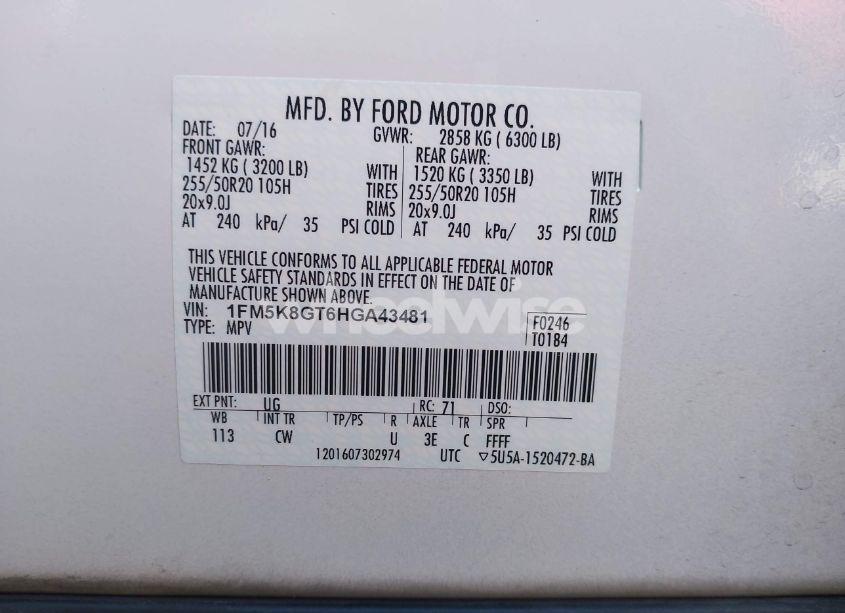 MFD. BY FORD MOTOR CO.
DATE: 07/16 GVWR: 2858 KG ( 6300 LB)
FRONT GAWR: REAR GAWR:
1452 KG ( 3200 LB) WITH 1520 KG ( 3350 LB) WITH
255/50R20 105H TIRES 255/50R20 105H TIRES
20x9.0J RIMS 20x9.0J RIMS
AT 240 kPa/ 35 PSI COLD AT 240 kPa/ 35 PSI COLD
THIS VEHICLE CONFORMS TO ALL APPLICABLE FEDERAL MOTOR
VEHICLE SAFETY STANDARDS IN EFFECT ON THE DATE OF
MANUFACTURE SHOWN ABOVE.
VIN: 1FM5K8GT6HGA43481 F0246
TYPE: MPV T0184
wheelwise
EXT PNT: UG RC: 71 DSO:
WB INT TR TP/PS R AXLE TR SPR
113 CW U 3E C FFFF
1201607302974 UTC ▽5U5A-1520472-BA